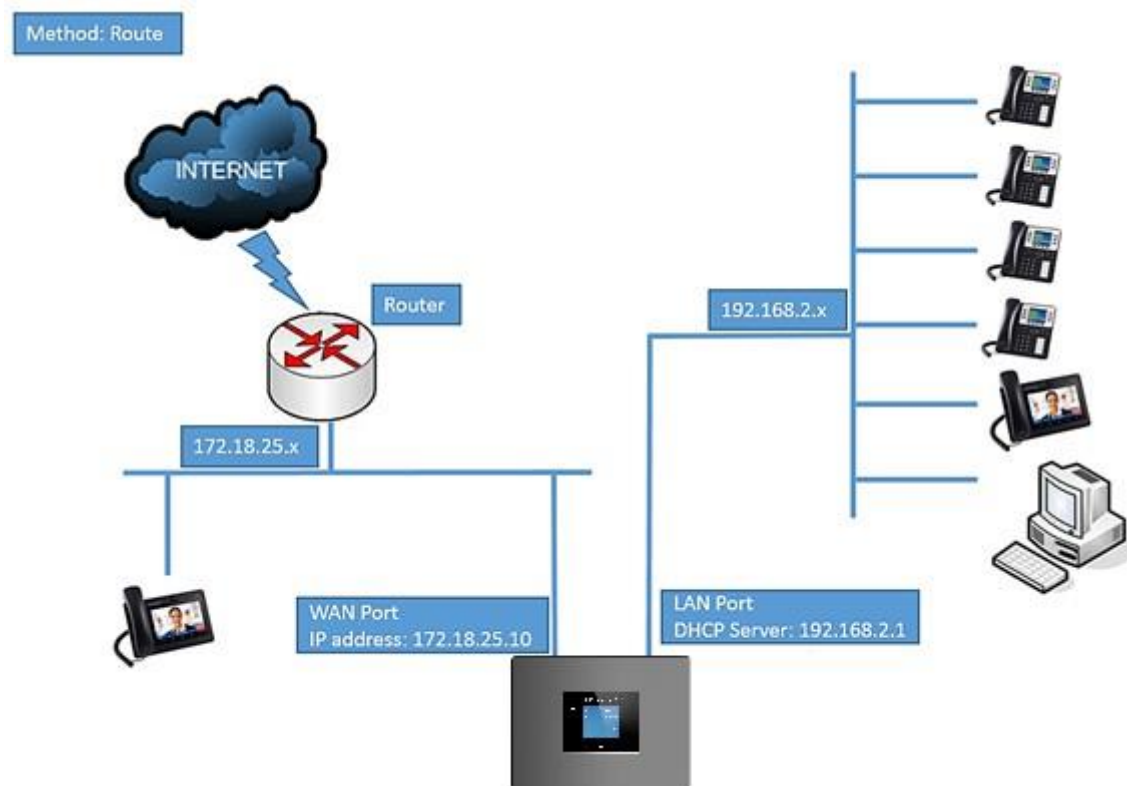 Method: Route
INTERNET
Router
192.168.2.x
172.18.25.x
WAN Port
IP address: 172.18.25.10
LAN Port
DHCP Server: 192.168.2.1